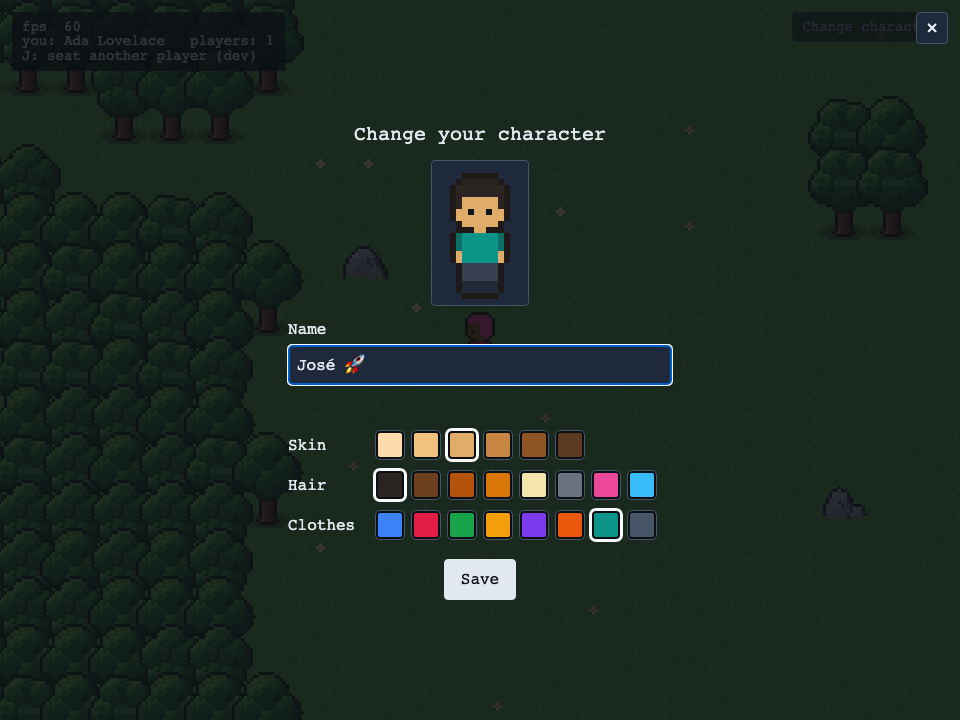 fps 60
you: Ada Lovelace players: 1
J: seat another player (dev)
Change charact
×
Change your character
Name
José 🚀
Skin
Hair
Clothes
Save